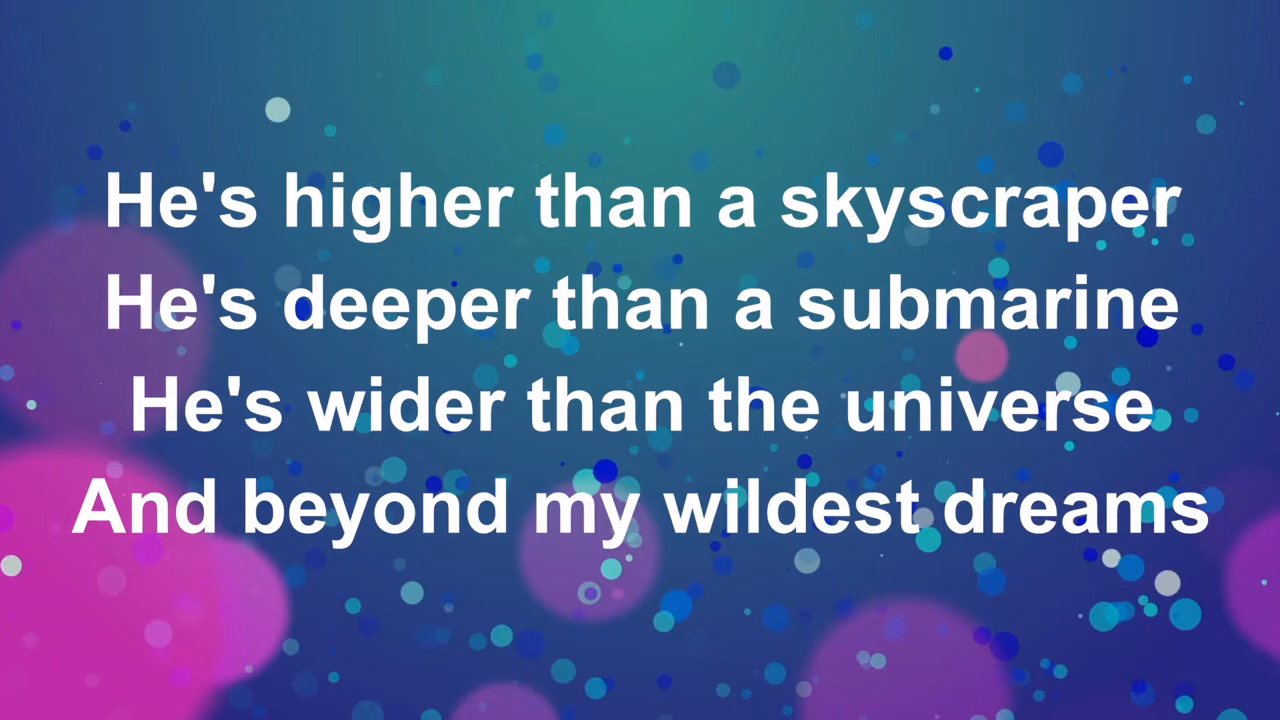 He's higher than a skyscraper
He's deeper than a submarine
He's wider than the universe
And beyond my wildest dreams